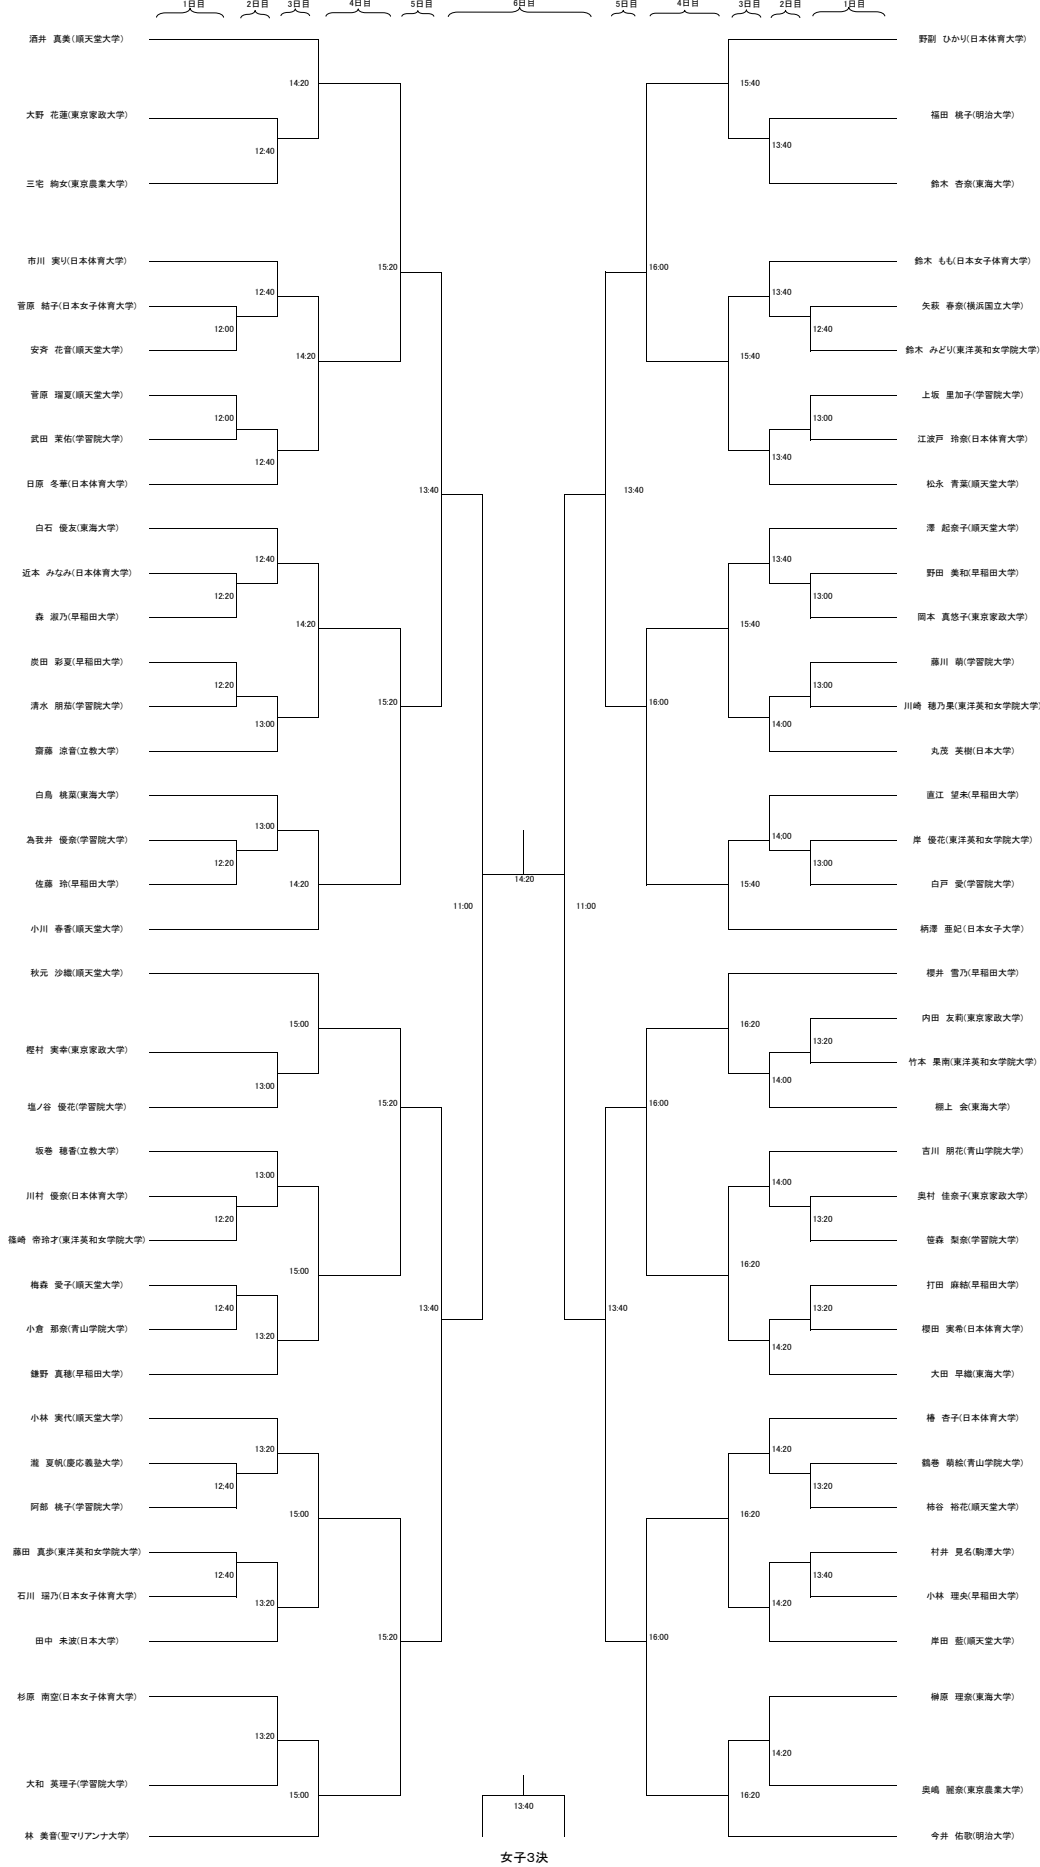 1日目 2日目 3日目 4日目 5日目 6日目 5日目 4日目 3日目 2日目 1日目
酒井 真美(順天堂大学)
14:20
大野 花蓮(東京家政大学)
12:40
三宅 絢女(東京農業大学)
15:20
市川 実り(日本体育大学)
12:40
菅原 結子(日本女子体育大学)
12:00
安斉 花音(順天堂大学)
14:20
菅原 瑠夏(順天堂大学)
12:00
武田 茉佑(学習院大学)
12:40
日原 冬華(日本体育大学)
13:40
白石 優友(東海大学)
12:40
近本 みなみ(日本体育大学)
12:20
森 淑乃(早稲田大学)
14:20
炭田 彩夏(早稲田大学)
12:20
清水 朋茄(学習院大学)
15:20
13:00
齋藤 涼音(立教大学)
白鳥 桃菜(東海大学)
13:00
為我井 優奈(学習院大学)
12:20
佐藤 玲(早稲田大学)
14:20
小川 春香(順天堂大学)
11:00
秋元 沙織(順天堂大学)
15:00
樫村 実幸(東京家政大学)
13:00
塩ノ谷 優花(学習院大学)
15:20
坂巻 穂香(立教大学)
13:00
川村 優奈(日本体育大学)
12:20
篠崎 帝玲才(東洋英和女学院大学)
15:00
梅森 愛子(順天堂大学)
12:40
小倉 那奈(青山学院大学)
13:20
鎌野 真穂(早稲田大学)
13:40
小林 実代(順天堂大学)
13:20
瀧 夏帆(慶応義塾大学)
12:40
阿部 桃子(学習院大学)
15:00
藤田 真歩(東洋英和女学院大学)
12:40
石川 瑞乃(日本女子体育大学)
13:20
田中 未波(日本大学)
15:20
杉原 南空(日本女子体育大学)
13:20
大和 英理子(学習院大学)
15:00
林 美音(聖マリアンナ大学)
14:20
野副 ひかり(日本体育大学)
15:40
福田 桃子(明治大学)
13:40
鈴木 杏奈(東海大学)
16:00
鈴木 もも(日本女子体育大学)
13:40
矢萩 春奈(横浜国立大学)
12:40
鈴木 みどり(東洋英和女学院大学)
15:40
上坂 里加子(学習院大学)
13:00
江波戸 玲奈(日本体育大学)
13:40
松永 青葉(順天堂大学)
13:40
澤 起奈子(順天堂大学)
13:40
野田 美和(早稲田大学)
13:00
岡本 真悠子(東京家政大学)
15:40
藤川 萌(学習院大学)
13:00
川崎 穂乃果(東洋英和女学院大学)
16:00
14:00
丸茂 芙樹(日本大学)
直江 望未(早稲田大学)
14:00
岸 優花(東洋英和女学院大学)
13:00
白戸 愛(学習院大学)
15:40
柄澤 亜妃(日本女子大学)
11:00
櫻井 雪乃(早稲田大学)
16:20
内田 友莉(東京家政大学)
13:20
竹本 果南(東洋英和女学院大学)
14:00
棚上 会(東海大学)
16:00
吉川 朋花(青山学院大学)
14:00
奥村 佳奈子(東京家政大学)
13:20
笹森 梨奈(学習院大学)
16:20
打田 麻結(早稲田大学)
13:20
櫻田 実希(日本体育大学)
14:20
大田 早織(東海大学)
13:40
椿 杏子(日本体育大学)
14:20
鶴巻 萌絵(青山学院大学)
13:20
柿谷 裕花(順天堂大学)
16:20
村井 見名(駒澤大学)
13:40
小林 理央(早稲田大学)
14:20
岸田 藍(順天堂大学)
16:00
榊原 理奈(東海大学)
14:20
奥嶋 麗奈(東京農業大学)
16:20
今井 佑歌(明治大学)
13:40
女子3決